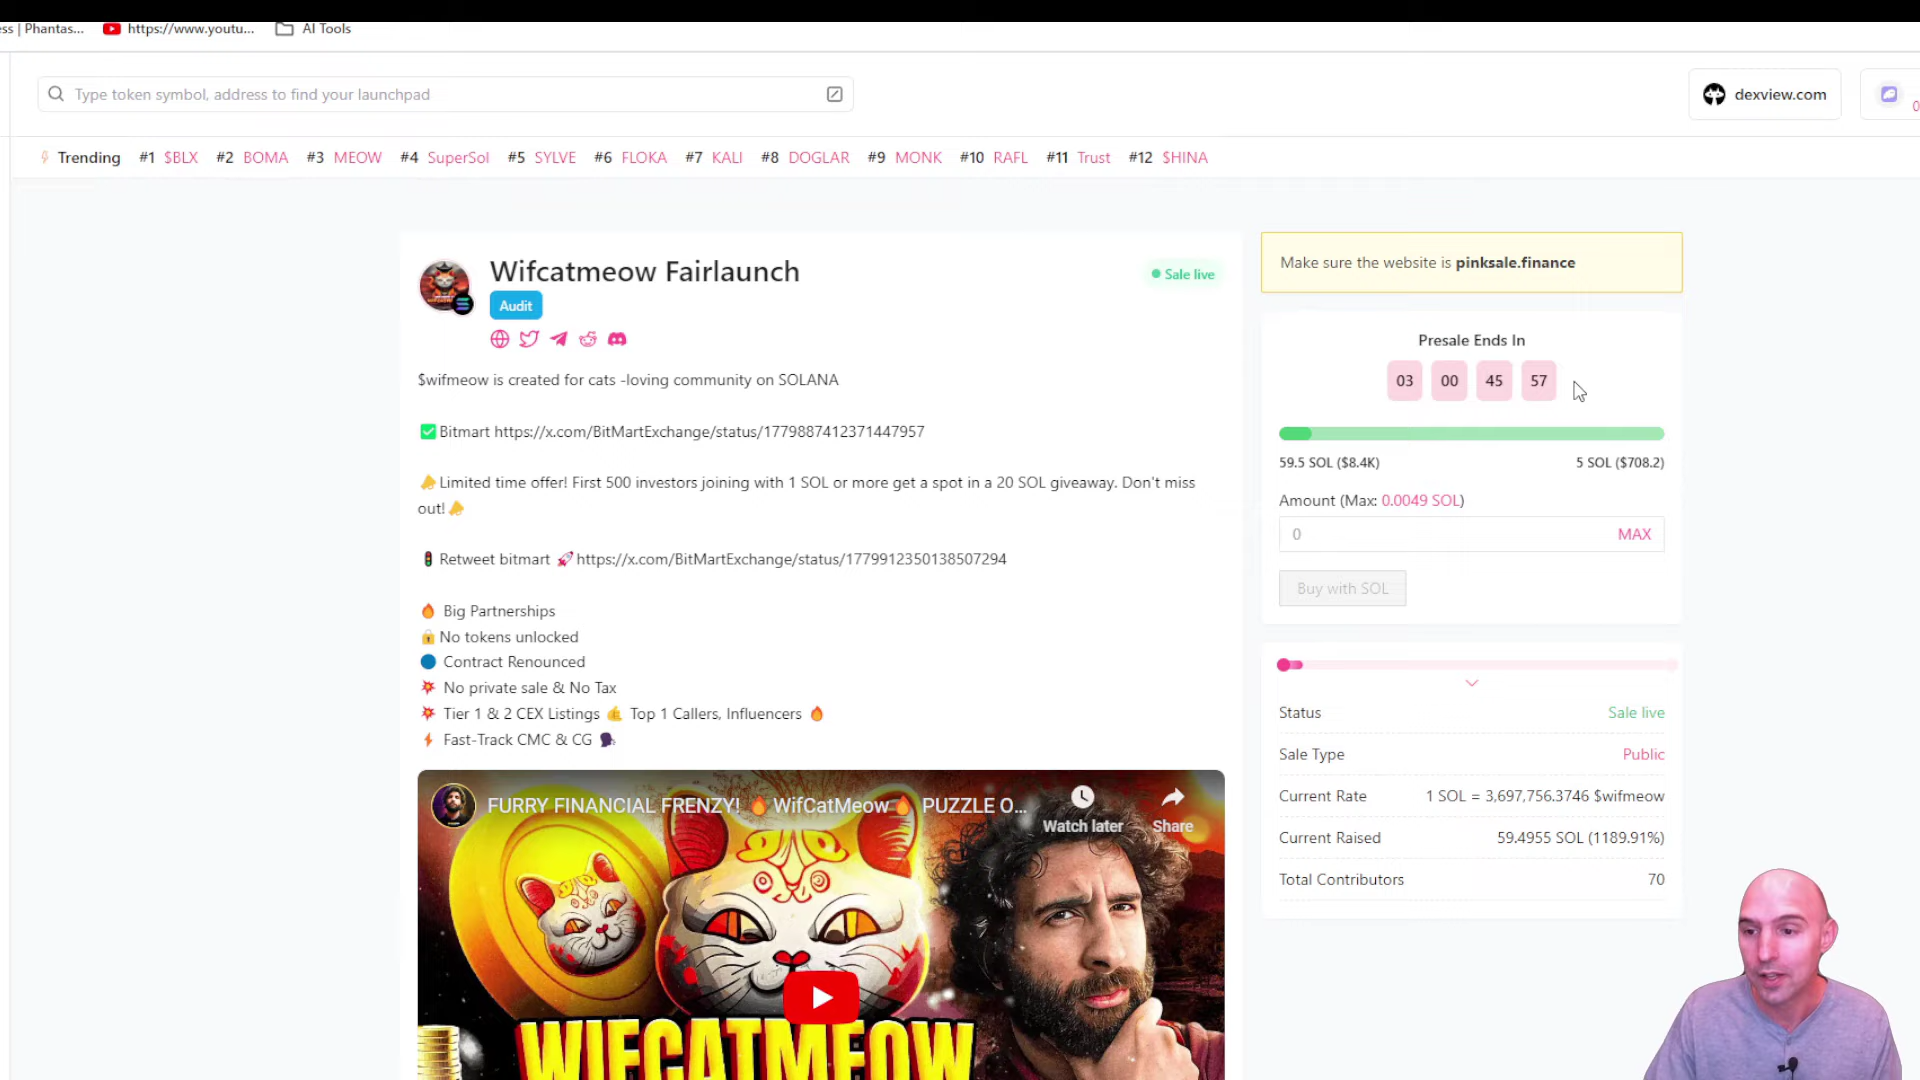 ess | Phantas... https://www.youtu... AI Tools
Type token symbol, address to find your launchpad
dexview.com
0
Trending #1 $BLX #2 BOMA #3 MEOW #4 SuperSol #5 SYLVE #6 FLOKA #7 KALI #8 DOGLAR #9 MONK #10 RAFL #11 Trust #12 $HINA
Wifcatmeow Fairlaunch
Sale live
Audit
$wifmeow is created for cats -loving community on SOLANA
✅Bitmart https://x.com/BitMartExchange/status/1779887412371447957
📣Limited time offer! First 500 investors joining with 1 SOL or more get a spot in a 20 SOL giveaway. Don't miss
out!📣
🚦Retweet bitmart 🚀https://x.com/BitMartExchange/status/1779912350138507294
🔥 Big Partnerships
🔒No tokens unlocked
🔵 Contract Renounced
💥 No private sale & No Tax
💥 Tier 1 & 2 CEX Listings 👍 Top 1 Callers, Influencers 🔥
⚡ Fast-Track CMC & CG 🗣
FURRY FINANCIAL FRENZY! 🔥WifCatMeow🔥 PUZZLE O...
Watch later
Share
WIFCATMEOW
Make sure the website is pinksale.finance
Presale Ends In
03 00 45 57
59.5 SOL ($8.4K) 5 SOL ($708.2)
Amount (Max: 0.0049 SOL)
0 MAX
Buy with SOL
Status Sale live
Sale Type Public
Current Rate 1 SOL = 3,697,756.3746 $wifmeow
Current Raised 59.4955 SOL (1189.91%)
Total Contributors 70